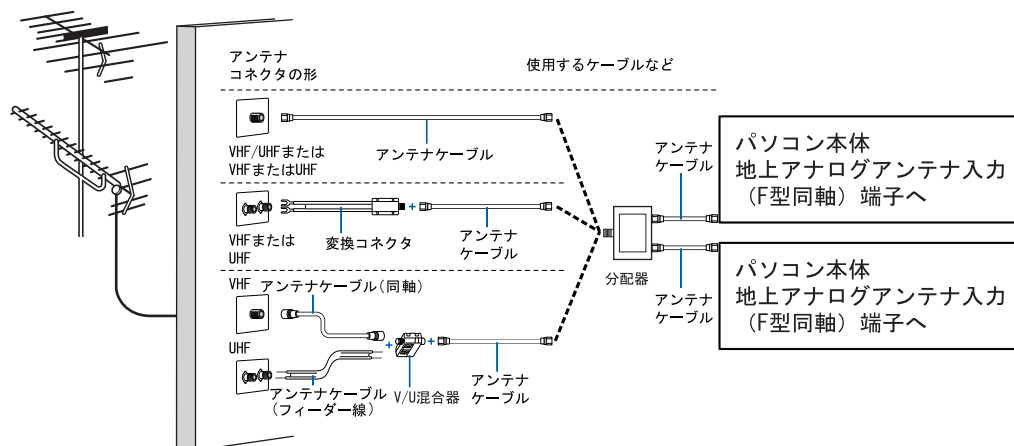 アンテナ
コネクタの形
使用するケーブルなど
VHF/UHFまたは
VHFまたはUHF
アンテナケーブル
VHFまたは
UHF
変換コネクタ
+
アンテナ
ケーブル
VHF
アンテナケーブル(同軸)
UHF
アンテナケーブル
(フィーダー線)
+
V/U混合器
+
アンテナ
ケーブル
分配器
アンテナ
ケーブル
パソコン本体
地上アナログアンテナ入力
(F型同軸)端子へ
アンテナ
ケーブル
パソコン本体
地上アナログアンテナ入力
(F型同軸)端子へ